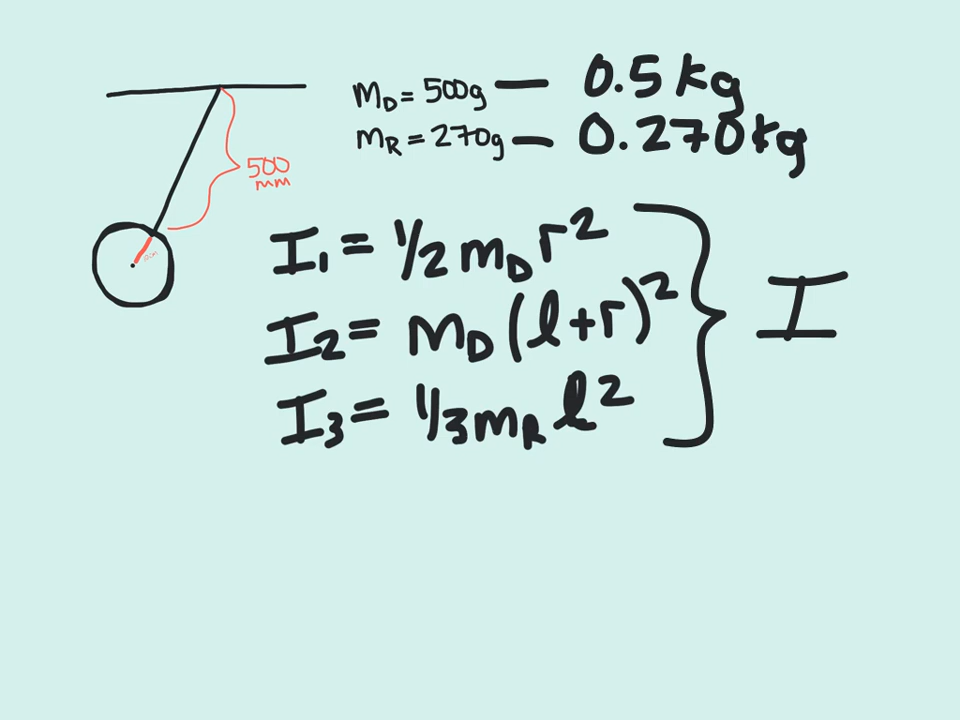 m_D = 500g — 0.5 kg
m_R = 270g — 0.270 kg
500
mm
I₁ = 1/2 m_D r²
I₂ = m_D (l + r)² } I
I₃ = 1/3 m_R l²